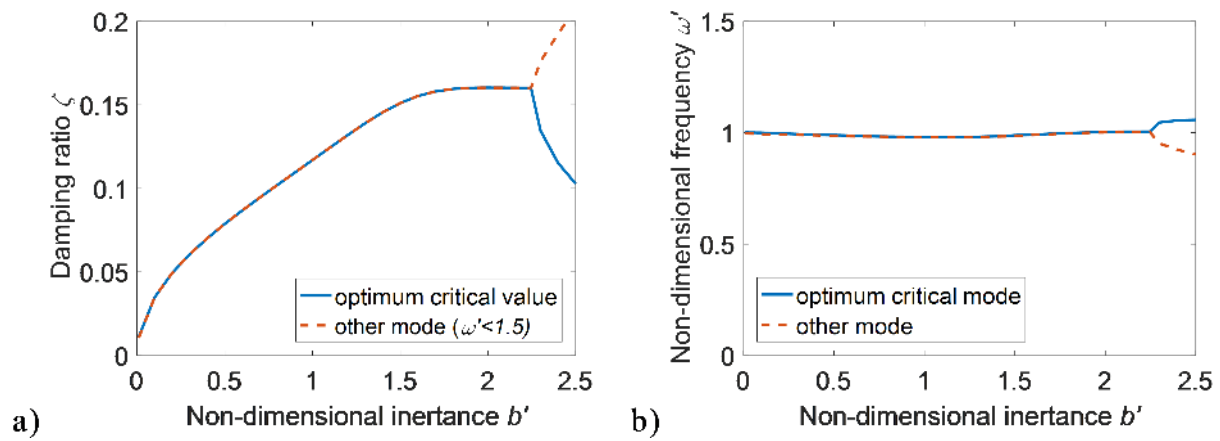 0.2
0.15
0.1
0.05
0
Damping ratio ζ
optimum critical value
other mode (ω'<1.5)
0 0.5 1 1.5 2 2.5
Non-dimensional inertance b'
a)
1.5
1
0.5
0
Non-dimensional frequency ω'
optimum critical mode
other mode
0 0.5 1 1.5 2 2.5
Non-dimensional inertance b'
b)